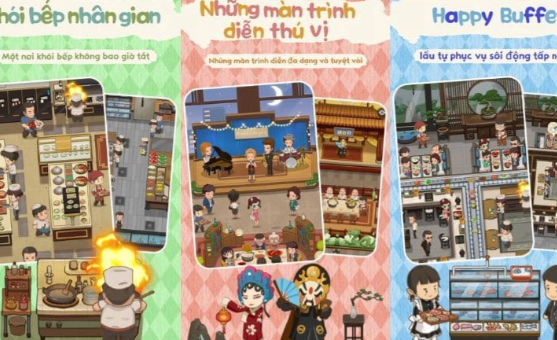 hói bếp nhân gian
Một nơi khói bếp không bao giờ tắt
Những màn trình
diễn thú vị
Những màn trình diễn đa dạng và tuyệt vời
Happy Buffe
lẩu tự phục vụ sôi động tấp n